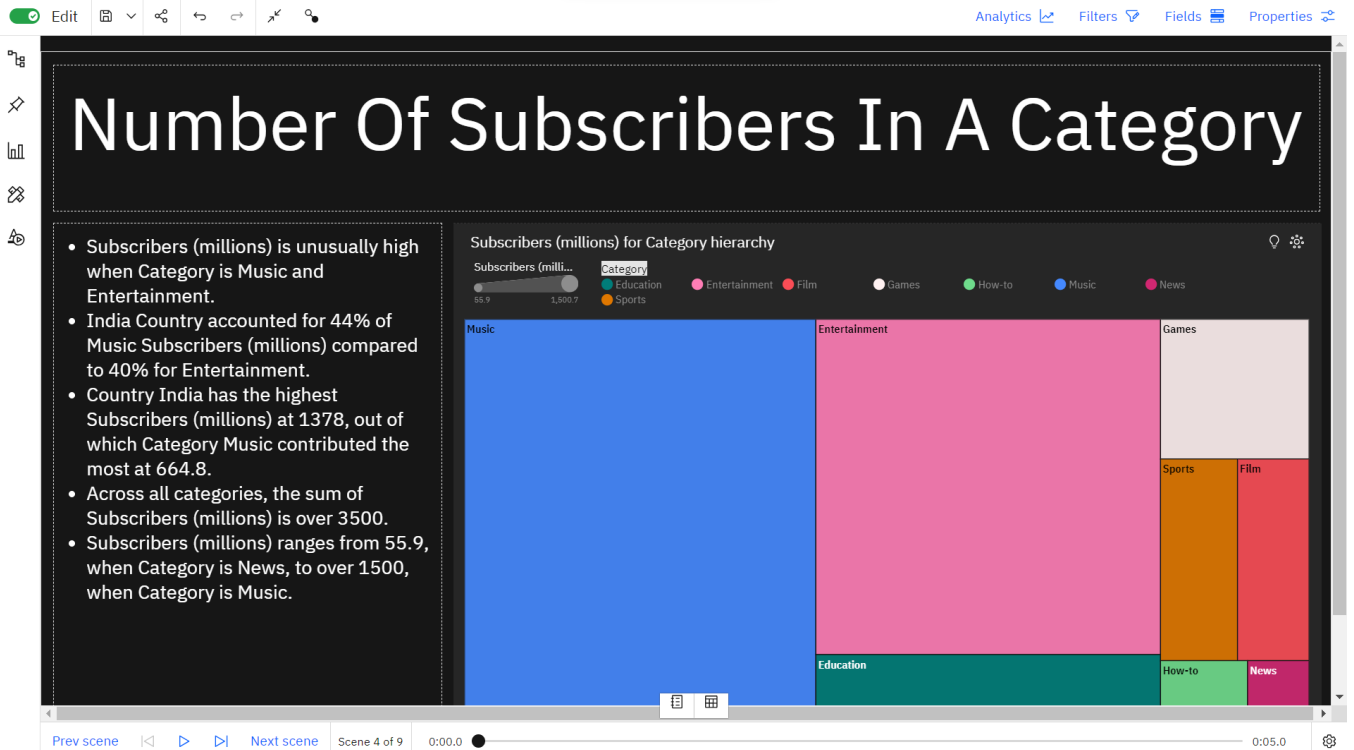 Edit
Analytics
Filters
Fields
Properties
Number Of Subscribers In A Category
• Subscribers (millions) is unusually high
when Category is Music and
Entertainment.
• India Country accounted for 44% of
Music Subscribers (millions) compared
to 40% for Entertainment.
• Country India has the highest
Subscribers (millions) at 1378, out of
which Category Music contributed the
most at 664.8.
• Across all categories, the sum of
Subscribers (millions) is over 3500.
• Subscribers (millions) ranges from 55.9,
when Category is News, to over 1500,
when Category is Music.
Subscribers (millions) for Category hierarchy
Subscribers (milli...
55.9 1,500.7
Category
Education Entertainment Film Games How-to Music News
Sports
Music
Entertainment
Games
Sports
Film
Education
How-to
News
Prev scene
Next scene
Scene 4 of 9
0:00.0
0:05.0